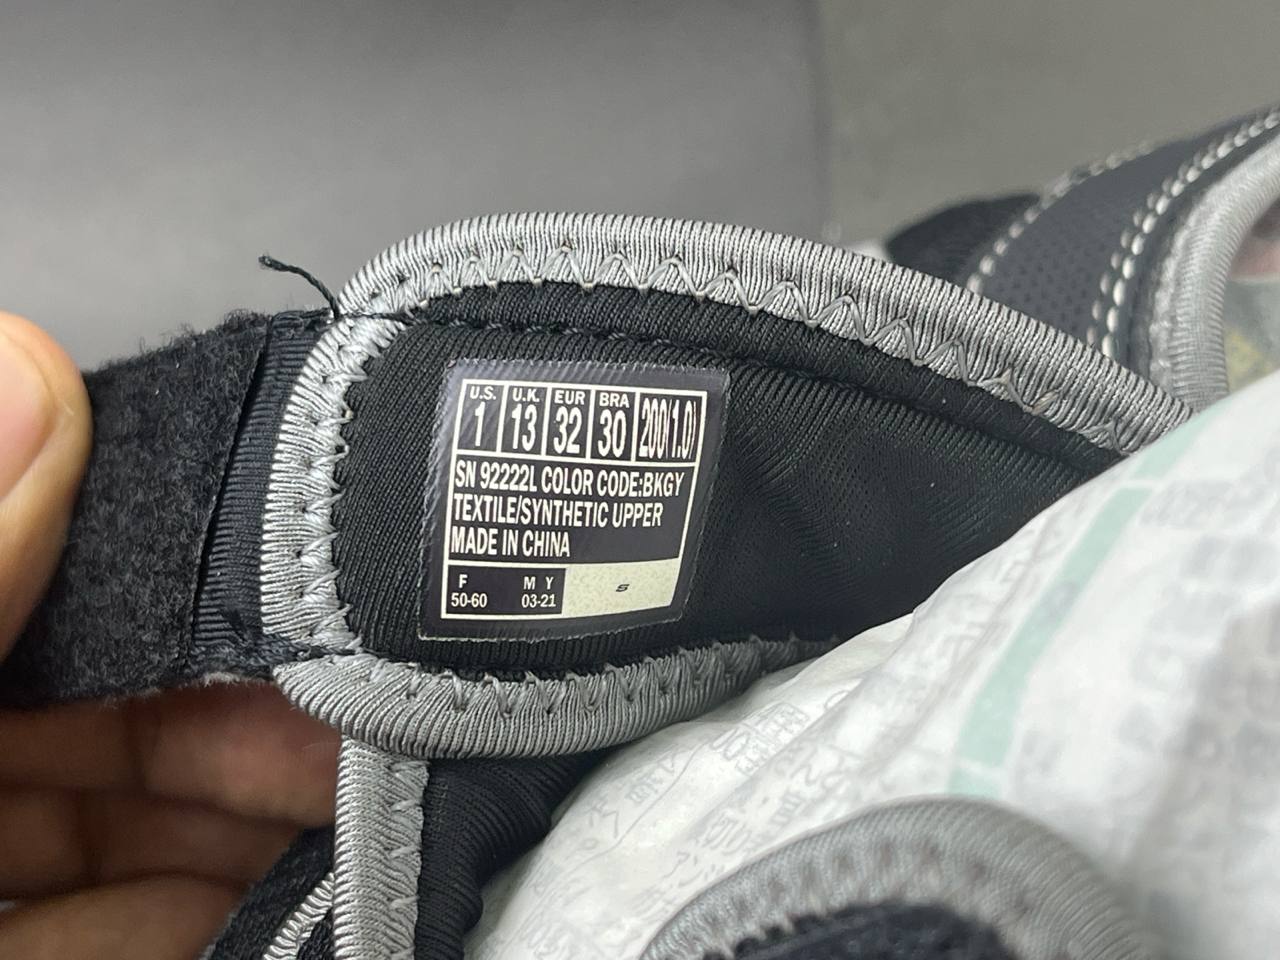 U.S. U.K. EUR BRA
1 13 32 30 200(1.0)
SN 92222L COLOR CODE:BKGY
TEXTILE/SYNTHETIC UPPER
MADE IN CHINA
F M Y
50-60 03-21
S